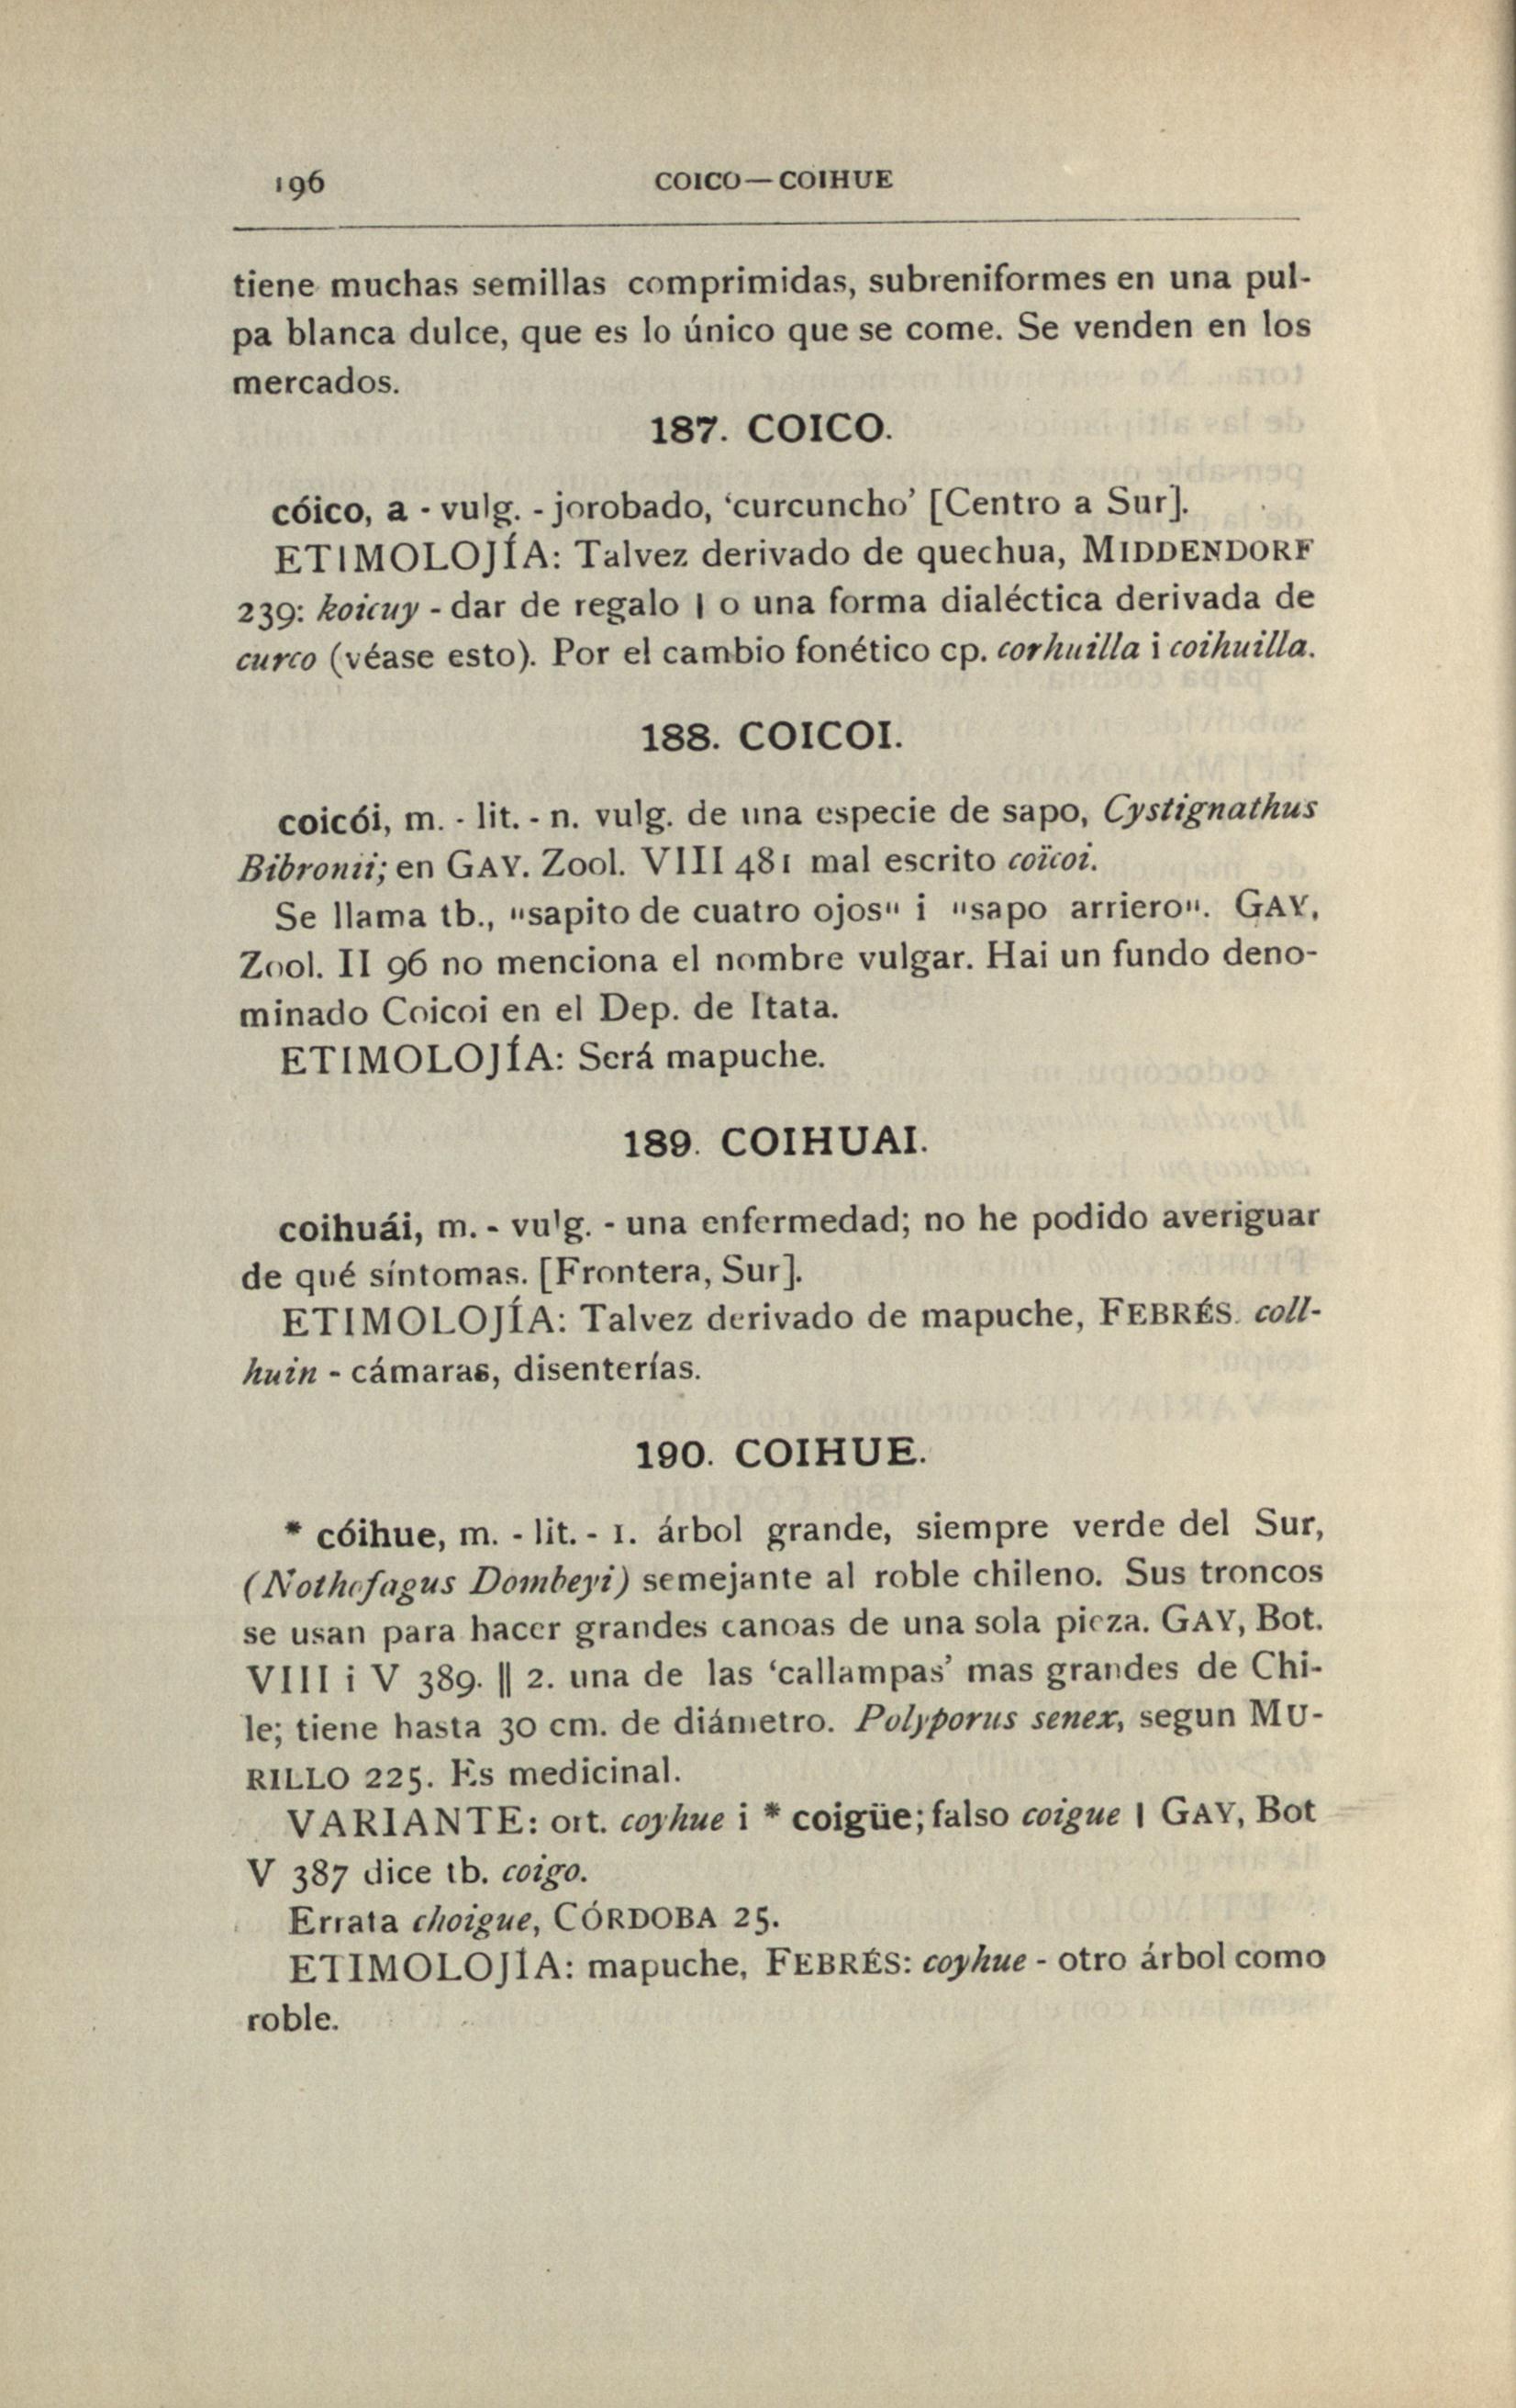 196
COICO—COIHUE
tiene muchas semillas comprimidas, subreniformes en una pul-
pa blanca dulce, que es lo único que se come. Se venden en los
mercados.
187. COICO.
cóico, a - vulg. - jorobado, ‘curcuncho’ [Centro a Sur].
ETIMOLOJÍA: Talvez derivado de quechua, MIDDENDORF
239: koicuy - dar de regalo | o una forma dialéctica derivada de
curco (véase esto). Por el cambio fonético cp. corhuilla i coihuilla.
188. COICOI.
coicói, m. - lit. - n. vulg. de una especie de sapo, Cystignathus
Bibronii; en GAY. Zool. VIII 481 mal escrito coïcoi.
Se llama tb., "sapito de cuatro ojos" i "sapo arriero". GAY,
Zool. II 96 no menciona el nombre vulgar. Hai un fundo deno-
minado Coicoi en el Dep. de Itata.
ETIMOLOJÍA: Será mapuche.
189. COIHUAI.
coihuái, m. - vulg. - una enfermedad; no he podido averiguar
de qué síntomas. [Frontera, Sur].
ETIMOLOJÍA: Talvez derivado de mapuche, FEBRÉS. coll-
huin - cámaras, disenterías.
190. COIHUE.
* cóihue, m. - lit. - 1. árbol grande, siempre verde del Sur,
(Nothofagus Dombeyi) semejante al roble chileno. Sus troncos
se usan para hacer grandes canoas de una sola pieza. GAY, Bot.
VIII i V 389. || 2. una de las ‘callampas’ mas grandes de Chi-
le; tiene hasta 30 cm. de diámetro. Polyporus senex, segun MU-
RILLO 225. Es medicinal.
VARIANTE: ort. coyhue i * coigüe; falso coigue | GAY, Bot
V 387 dice tb. coigo.
Errata choigue, CÓRDOBA 25.
ETIMOLOJÍA: mapuche, FEBRÉS: coyhue - otro árbol como
roble.